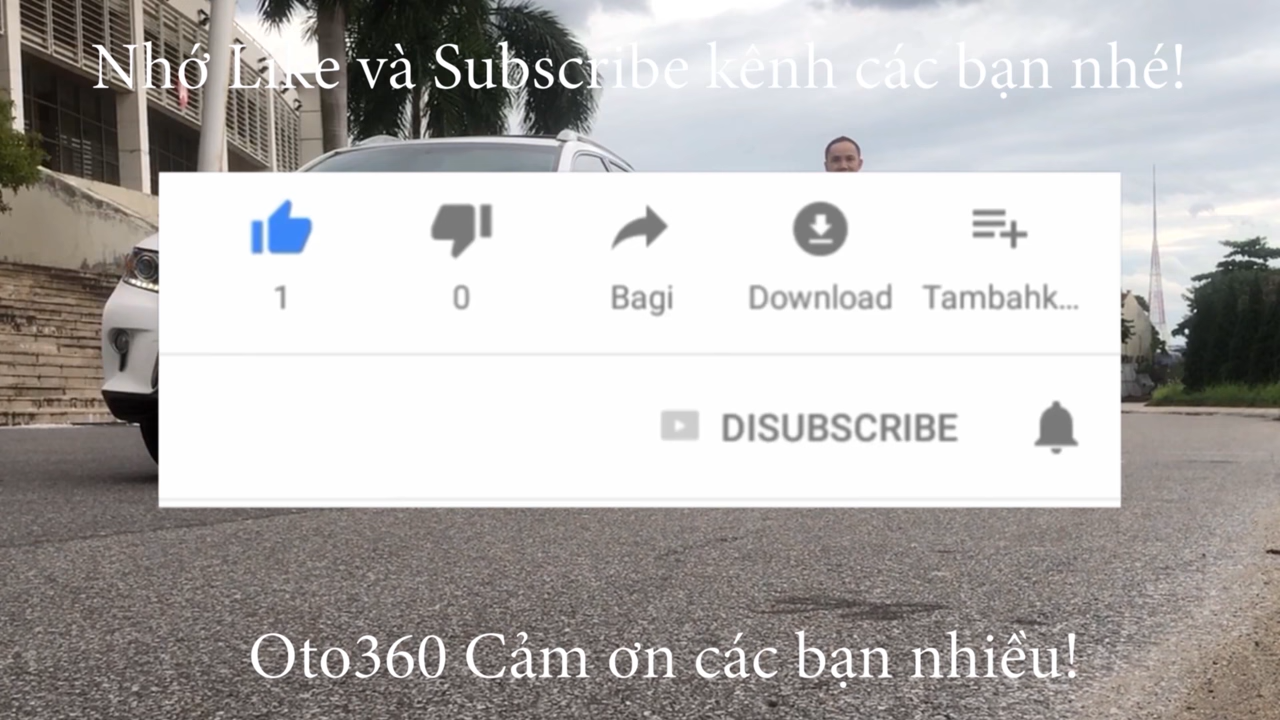 Nhớ Like và Subscribe kênh các bạn nhé!
1 0 Bagi Download Tambahk...
DISUBSCRIBE
Oto360 Cảm ơn các bạn nhiều!